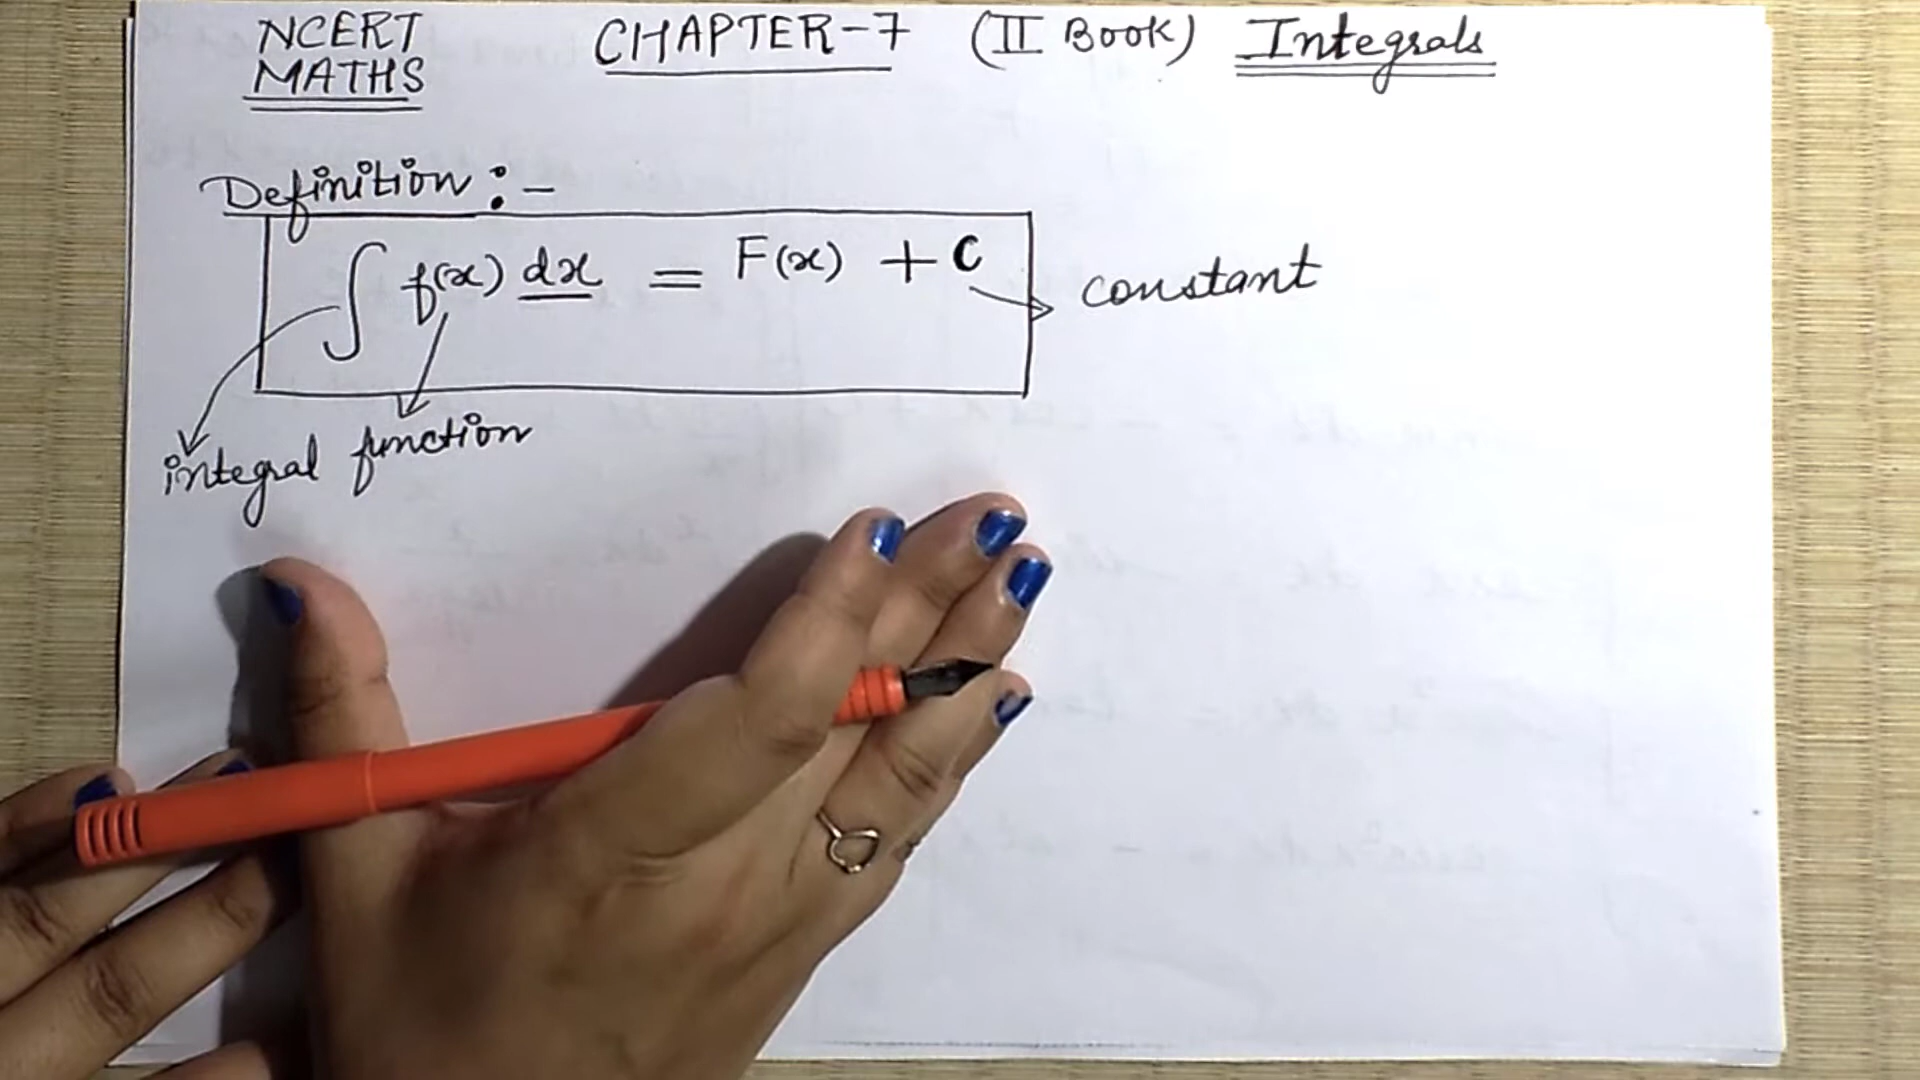 NCERT MATHS CHAPTER-7 (II Book) Integrals
Definition :-
∫ f(x) dx = F(x) + C constant
integral function